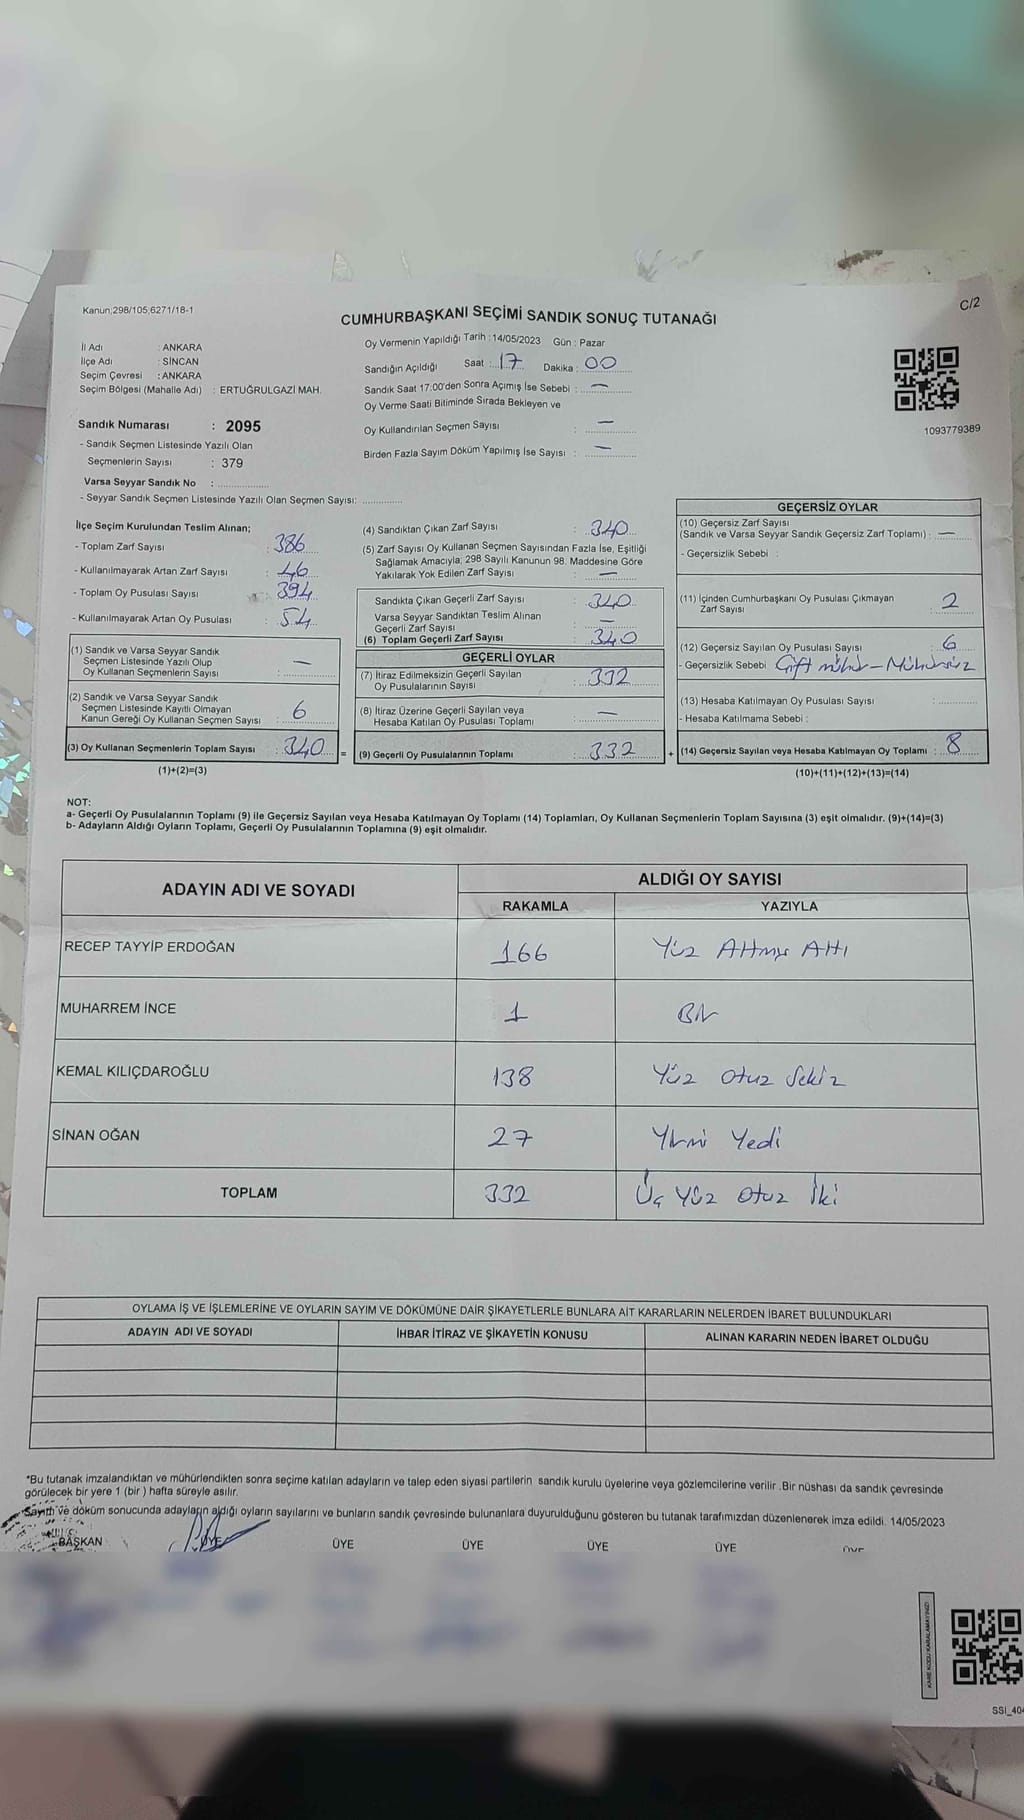 Kanun;298/105;6271/18-1
C/2
CUMHURBAŞKANI SEÇİMİ SANDIK SONUÇ TUTANAĞI
İl Adı : ANKARA
İlçe Adı : SİNCAN
Seçim Çevresi : ANKARA
Seçim Bölgesi (Mahalle Adı) : ERTUĞRULGAZİ MAH.
Oy Vermenin Yapıldığı Tarih : 14/05/2023 Gün : Pazar
Sandığın Açıldığı Saat : 17 Dakika : 00
Sandık Saat 17:00'den Sonra Açımış İse Sebebi : —
Oy Verme Saati Bitiminde Sırada Bekleyen ve
Oy Kullandırılan Seçmen Sayısı : —
Birden Fazla Sayım Döküm Yapılmış İse Sayısı : —
1093779389
Sandık Numarası : 2095
- Sandık Seçmen Listesinde Yazılı Olan
Seçmenlerin Sayısı : 379
Varsa Seyyar Sandık No :
- Seyyar Sandık Seçmen Listesinde Yazılı Olan Seçmen Sayısı:
İlçe Seçim Kurulundan Teslim Alınan;
- Toplam Zarf Sayısı : 386
- Kullanılmayarak Artan Zarf Sayısı : 46
- Toplam Oy Pusulası Sayısı : 394
- Kullanılmayarak Artan Oy Pusulası : 54
(1) Sandık ve Varsa Seyyar Sandık
Seçmen Listesinde Yazılı Olup
Oy Kullanan Seçmenlerin Sayısı : —
(2) Sandık ve Varsa Seyyar Sandık
Seçmen Listesinde Kayıtlı Olmayan
Kanun Gereği Oy Kullanan Seçmen Sayısı : 6
(3) Oy Kullanan Seçmenlerin Toplam Sayısı : 340 =
(1)+(2)=(3)
(4) Sandıktan Çıkan Zarf Sayısı : 340
(5) Zarf Sayısı Oy Kullanan Seçmen Sayısından Fazla İse, Eşitliği
Sağlamak Amacıyla; 298 Sayılı Kanunun 98. Maddesine Göre
Yakılarak Yok Edilen Zarf Sayısı : —
Sandıkta Çıkan Geçerli Zarf Sayısı : 340
Varsa Seyyar Sandıktan Teslim Alınan
Geçerli Zarf Sayısı : —
(6) Toplam Geçerli Zarf Sayısı : 340
GEÇERLİ OYLAR
(7) İtiraz Edilmeksizin Geçerli Sayılan
Oy Pusulalarının Sayısı : 332
(8) İtiraz Üzerine Geçerli Sayılan veya
Hesaba Katılan Oy Pusulası Toplamı : —
(9) Geçerli Oy Pusulalarının Toplamı : 332 +
GEÇERSİZ OYLAR
(10) Geçersiz Zarf Sayısı
(Sandık ve Varsa Seyyar Sandık Geçersiz Zarf Toplamı) : —
- Geçersizlik Sebebi :
(11) İçinden Cumhurbaşkanı Oy Pusulası Çıkmayan
Zarf Sayısı : 2
(12) Geçersiz Sayılan Oy Pusulası Sayısı : 6
- Geçersizlik Sebebi Çift mühür – Mühürsüz
(13) Hesaba Katılmayan Oy Pusulası Sayısı :
- Hesaba Katılmama Sebebi :
(14) Geçersiz Sayılan veya Hesaba Katılmayan Oy Toplamı : 8
(10)+(11)+(12)+(13)=(14)
NOT:
a- Geçerli Oy Pusulalarının Toplamı (9) ile Geçersiz Sayılan veya Hesaba Katılmayan Oy Toplamı (14) Toplamları, Oy Kullanan Seçmenlerin Toplam Sayısına (3) eşit olmalıdır. (9)+(14)=(3)
b- Adayların Aldığı Oyların Toplamı, Geçerli Oy Pusulalarının Toplamına (9) eşit olmalıdır.
ADAYIN ADI VE SOYADI
ALDIĞI OY SAYISI
RAKAMLA YAZIYLA
RECEP TAYYİP ERDOĞAN 166 Yüz Altmış Altı
MUHARREM İNCE 1 Bir
KEMAL KILIÇDAROĞLU 138 Yüz Otuz Sekiz
SİNAN OĞAN 27 Yirmi Yedi
TOPLAM 332 Üç Yüz Otuz İki
OYLAMA İŞ VE İŞLEMLERİNE VE OYLARIN SAYIM VE DÖKÜMÜNE DAİR ŞİKAYETLERLE BUNLARA AİT KARARLARIN NELERDEN İBARET BULUNDUKLARI
ADAYIN ADI VE SOYADI İHBAR İTİRAZ VE ŞİKAYETİN KONUSU ALINAN KARARIN NEDEN İBARET OLDUĞU
*Bu tutanak imzalandıktan ve mühürlendikten sonra seçime katılan adayların ve talep eden siyasi partilerin sandık kurulu üyelerine veya gözlemcilerine verilir .Bir nüshası da sandık çevresinde
görülecek bir yere 1 (bir ) hafta süreyle asılır.
Sayım ve döküm sonucunda adayların aldığı oyların sayılarını ve bunların sandık çevresinde bulunanlara duyurulduğunu gösteren bu tutanak tarafımızdan düzenlenerek imza edildi. 14/05/2023
BAŞKAN ÜYE ÜYE ÜYE ÜYE ÜYE ÜYE
KARE KODU KARALAMAYINIZ!
SSI_404